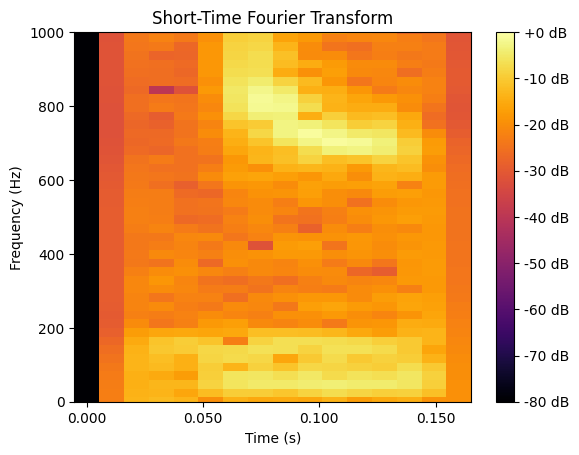 Short-Time Fourier Transform
Frequency (Hz)
1000
800
600
400
200
0
0.000
0.050
0.100
0.150
Time (s)
+0 dB
-10 dB
-20 dB
-30 dB
-40 dB
-50 dB
-60 dB
-70 dB
-80 dB